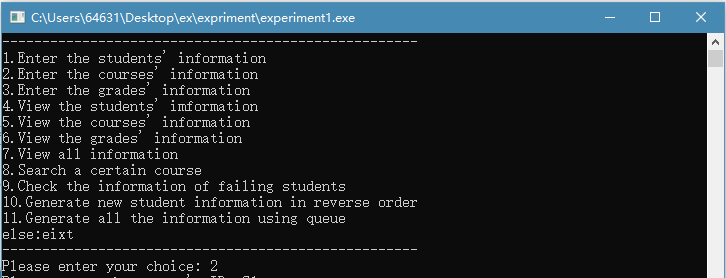 C:\Users\64631\Desktop\ex\expriment\experiment1.exe
----------------------------------------------------
1.Enter the students' information
2.Enter the courses' information
3.Enter the grades' information
4.View the students' imformation
5.View the courses' information
6.View the grades' information
7.View all information
8.Search a certain course
9.Check the information of failing students
10.Generate new student information in reverse order
11.Generate all the information using queue
else:eixt
----------------------------------------------------
Please enter your choice: 2